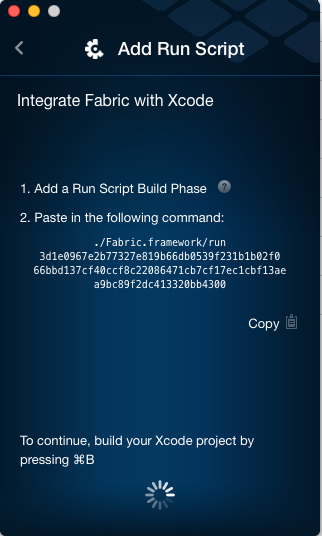 Add Run Script
Integrate Fabric with Xcode
1. Add a Run Script Build Phase ?
2. Paste in the following command:
./Fabric.framework/run
3d1e0967e2b77327e819b66db0539f231b1b02f0
66bbd137cf40ccf8c22086471cb7cf17ec1cbf13ae
a9bc89f2dc413320bb4300
Copy
To continue, build your Xcode project by
pressing ⌘B